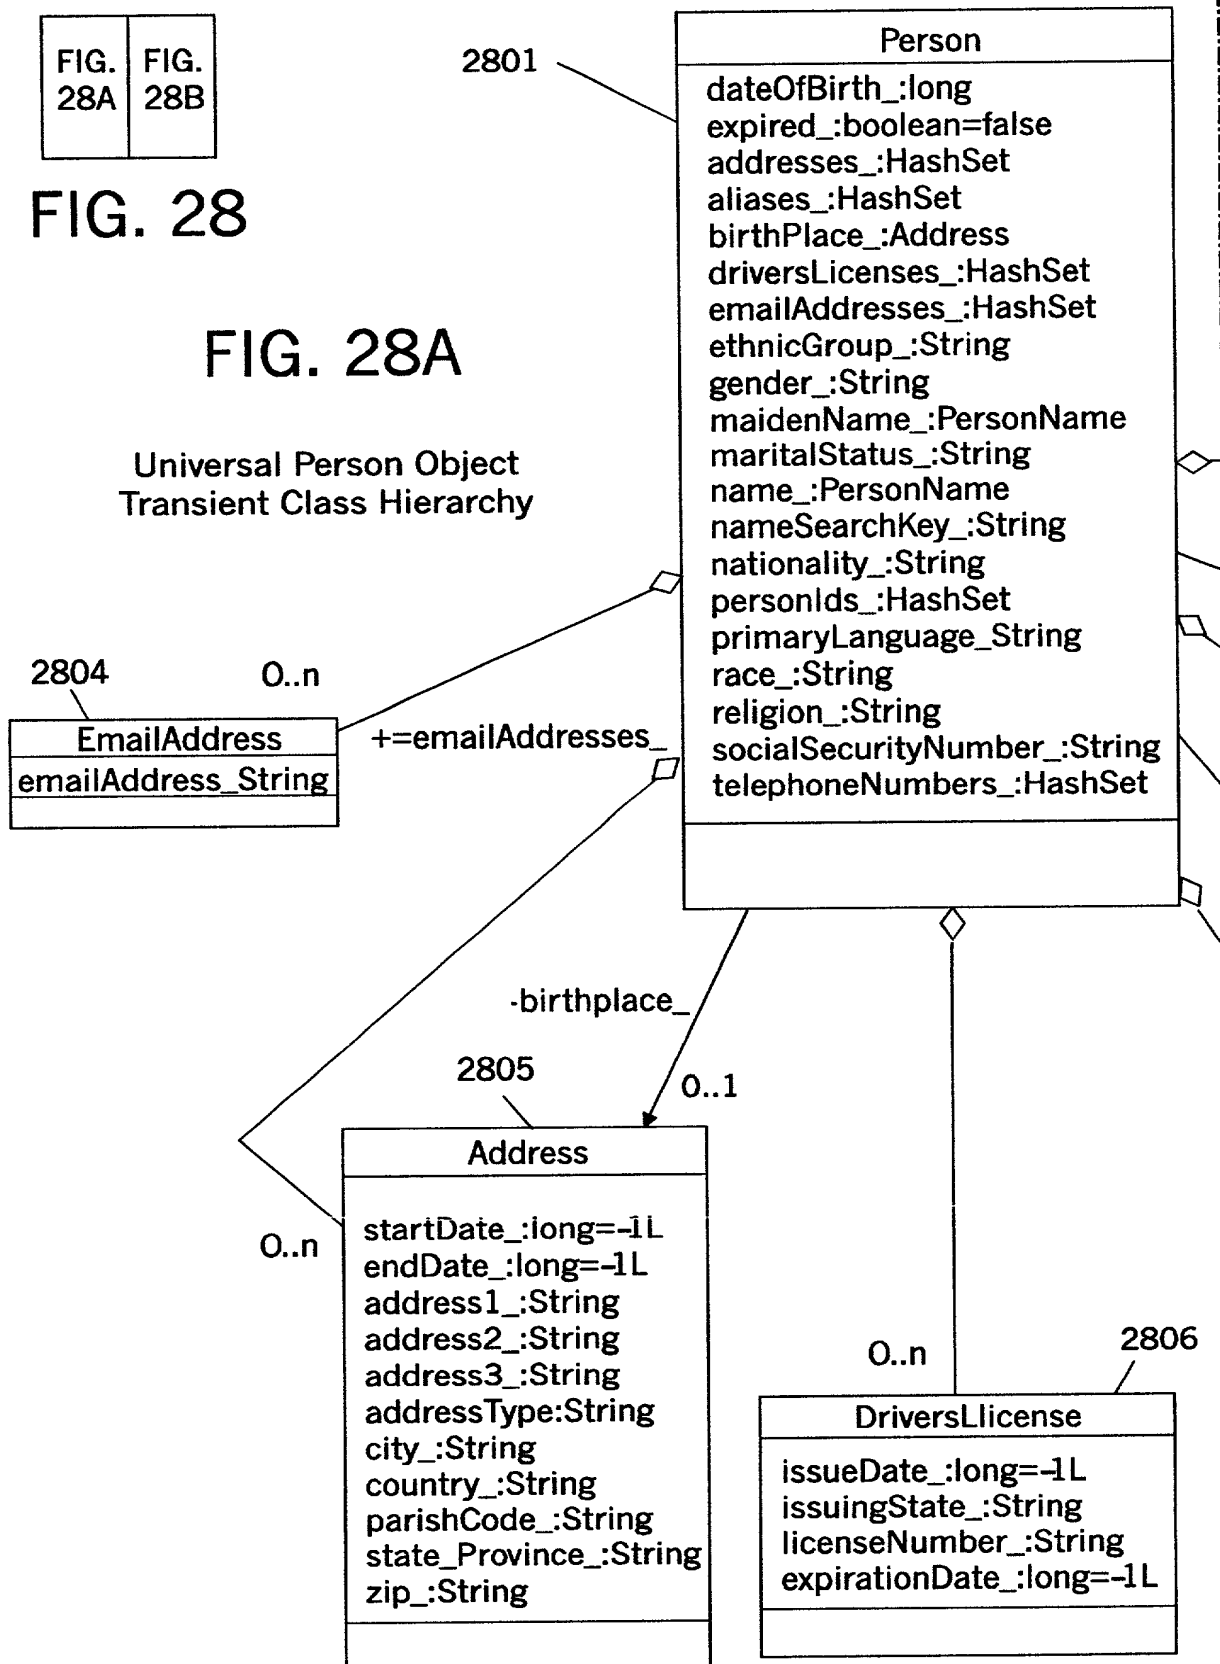 FIG. 28A
FIG. 28B
FIG. 28
FIG. 28A
Universal Person Object
Transient Class Hierarchy
2801
Person
dateOfBirth_:long
expired_:boolean=false
addresses_:HashSet
aliases_:HashSet
birthPlace_:Address
driversLicenses_:HashSet
emailAddresses_:HashSet
ethnicGroup_:String
gender_:String
maidenName_:PersonName
maritalStatus_:String
name_:PersonName
nameSearchKey_:String
nationality_:String
personIds_:HashSet
primaryLanguage_String
race_:String
religion_:String
socialSecurityNumber_:String
telephoneNumbers_:HashSet
2804
0..n
EmailAddress
emailAddress_String
+=emailAddresses_
-birthplace_
2805
0..1
Address
0..n
startDate_:long=-1L
endDate_:long=-1L
address1_:String
address2_:String
address3_:String
addressType:String
city_:String
country_:String
parishCode_:String
state_Province_:String
zip_:String
0..n
2806
DriversLlicense
issueDate_:long=-1L
issuingState_:String
licenseNumber_:String
expirationDate_:long=-1L